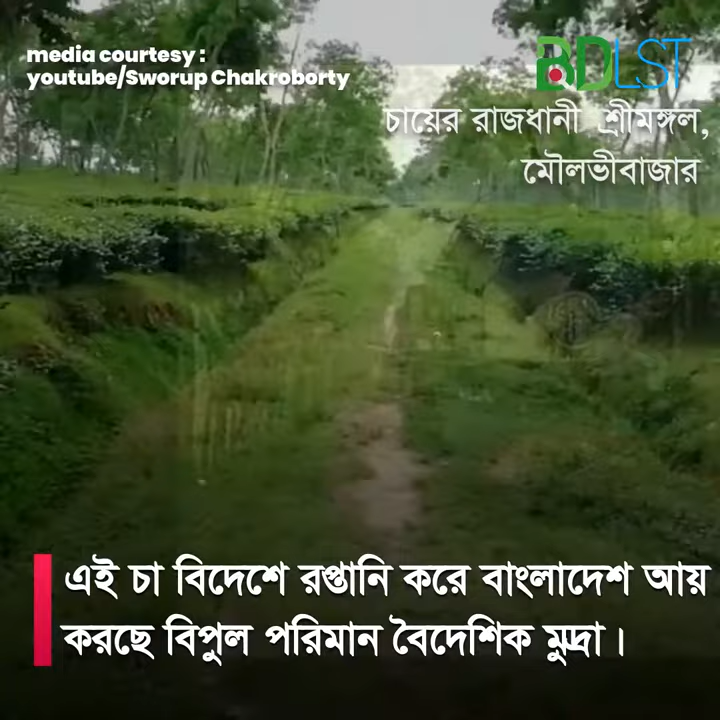 media courtesy :
youtube/Sworup Chakroborty
BDLST
চায়ের রাজধানী শ্রীমঙ্গল,
মৌলভীবাজার
এই চা বিদেশে রপ্তানি করে বাংলাদেশ আয়
করছে বিপুল পরিমান বৈদেশিক মুদ্রা।